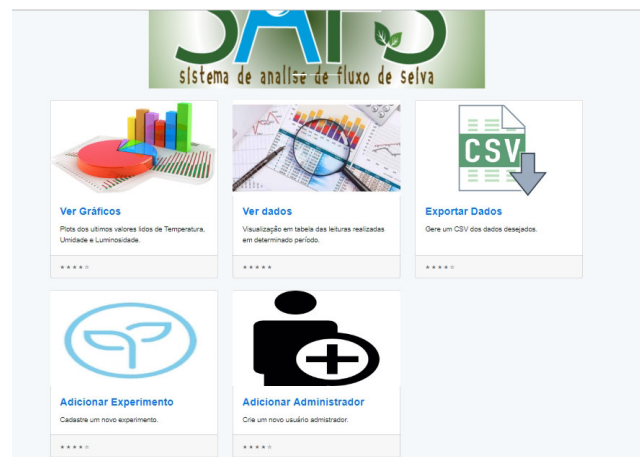 SAFS
sistema de analise de fluxo de selva
CSV
Ver Gráficos
Plots dos ultimos valores lidos de Temperatura,
Umidade e Luminosidade.
Ver dados
Visualização em tabela das leituras realizadas
em determinado período.
Exportar Dados
Gere um CSV dos dados desejados.
★★★★☆
★★★★★
★★★★☆
Adicionar Experimento
Cadastre um novo experimento.
Adicionar Administrador
Crie um novo usuário admistrador.
★★★★☆
★★★★☆